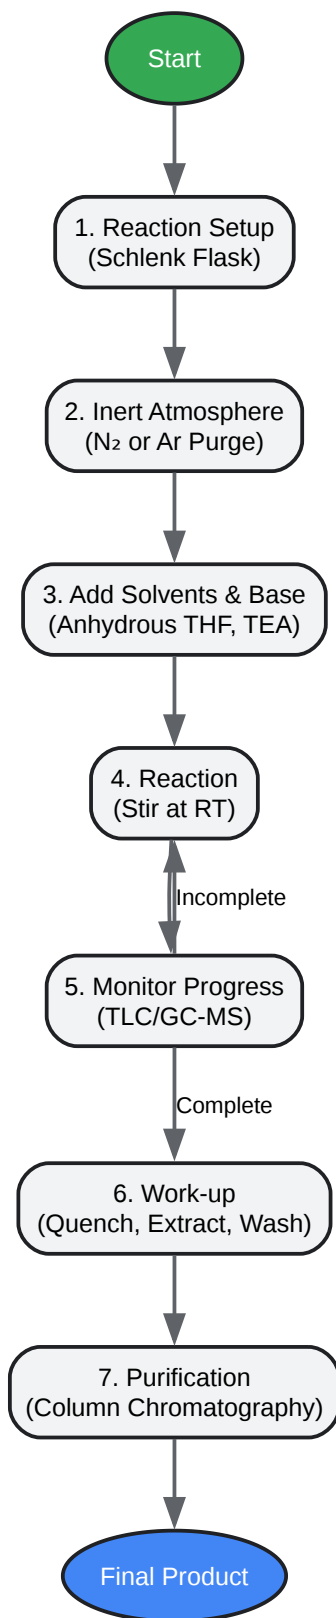 Start
1. Reaction Setup
(Schlenk Flask)
2. Inert Atmosphere
(N₂ or Ar Purge)
3. Add Solvents & Base
(Anhydrous THF, TEA)
4. Reaction
(Stir at RT)
Incomplete
5. Monitor Progress
(TLC/GC-MS)
Complete
6. Work-up
(Quench, Extract, Wash)
7. Purification
(Column Chromatography)
Final Product